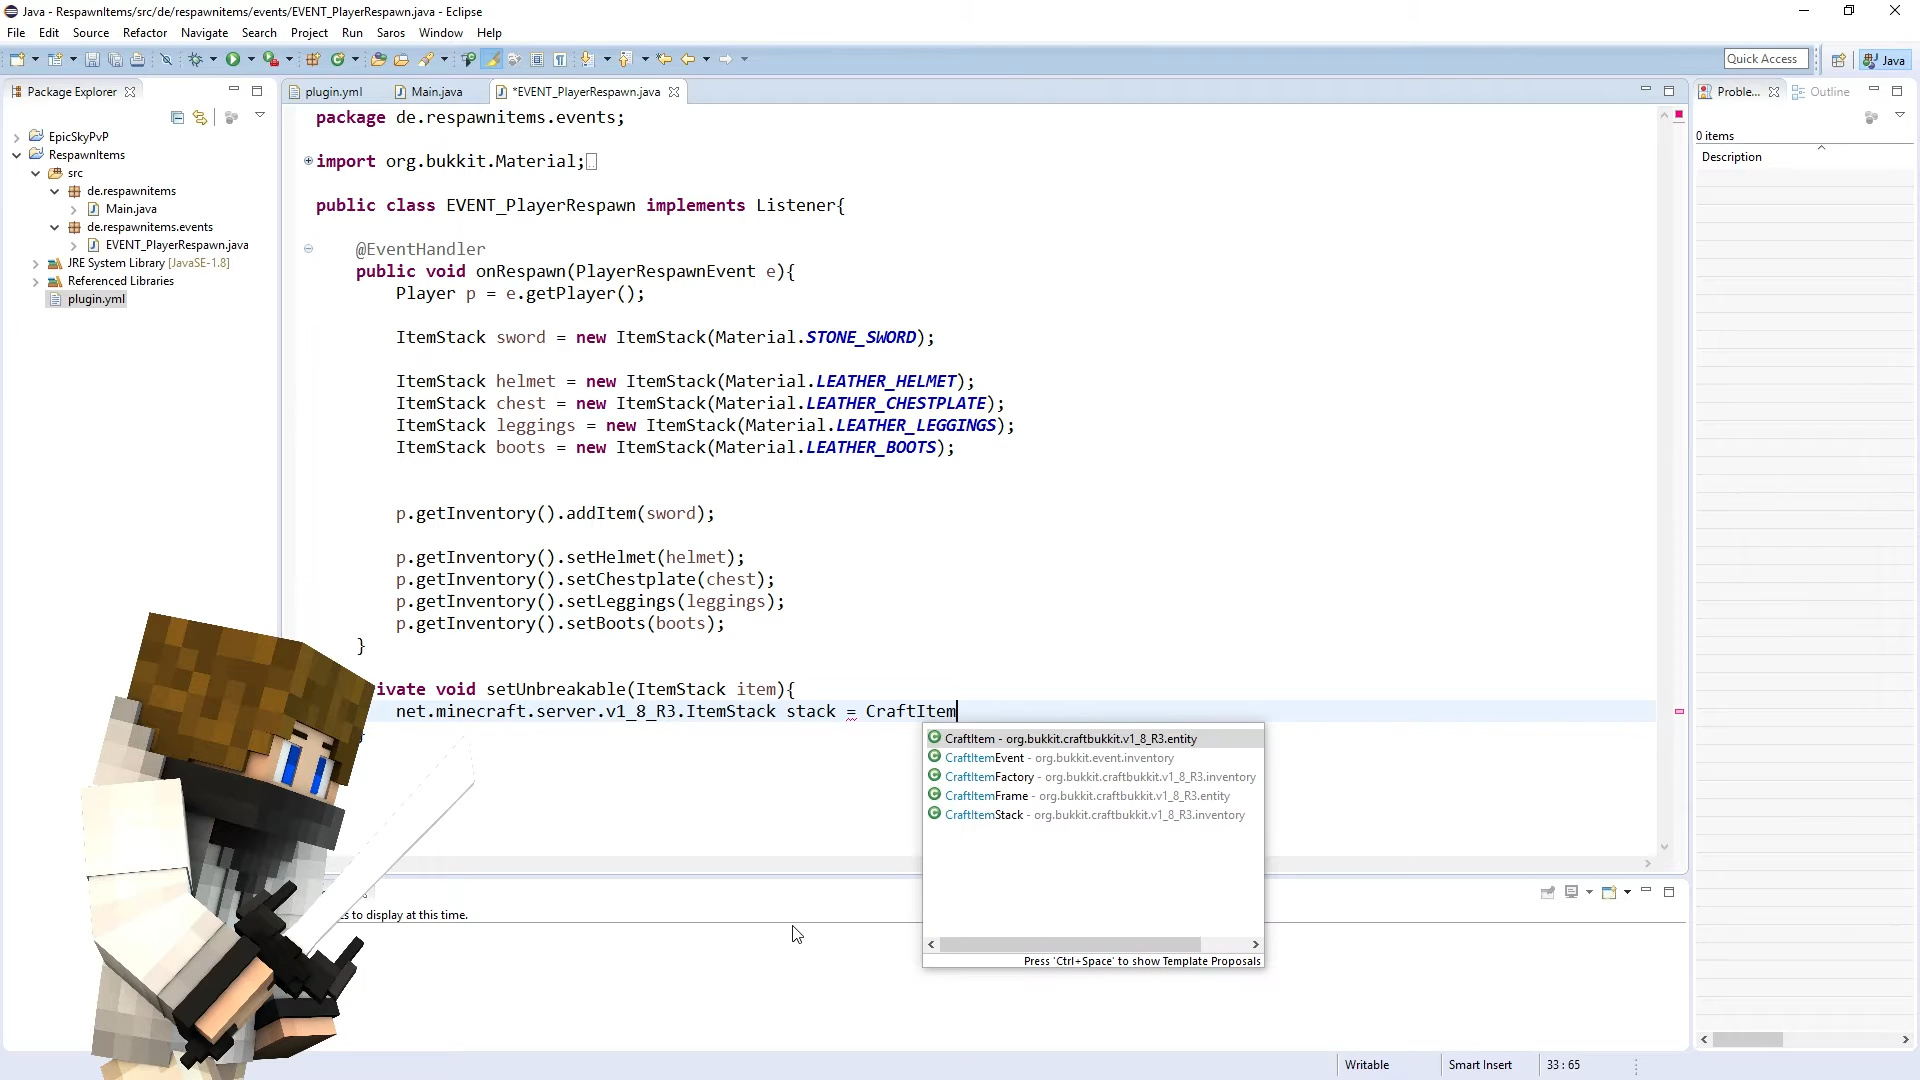 Java - RespawnItems/src/de/respawnitems/events/EVENT_PlayerRespawn.java - Eclipse
File Edit Source Refactor Navigate Search Project Run Saros Window Help
Quick Access
Java
Package Explorer
EpicSkyPvP
RespawnItems
src
de.respawnitems
Main.java
de.respawnitems.events
EVENT_PlayerRespawn.java
JRE System Library [JavaSE-1.8]
Referenced Libraries
plugin.yml
plugin.yml
Main.java
*EVENT_PlayerRespawn.java
package de.respawnitems.events;
import org.bukkit.Material;
public class EVENT_PlayerRespawn implements Listener{
@EventHandler
public void onRespawn(PlayerRespawnEvent e){
Player p = e.getPlayer();
ItemStack sword = new ItemStack(Material.STONE_SWORD);
ItemStack helmet = new ItemStack(Material.LEATHER_HELMET);
ItemStack chest = new ItemStack(Material.LEATHER_CHESTPLATE);
ItemStack leggings = new ItemStack(Material.LEATHER_LEGGINGS);
ItemStack boots = new ItemStack(Material.LEATHER_BOOTS);
p.getInventory().addItem(sword);
p.getInventory().setHelmet(helmet);
p.getInventory().setChestplate(chest);
p.getInventory().setLeggings(leggings);
p.getInventory().setBoots(boots);
}
ivate void setUnbreakable(ItemStack item){
net.minecraft.server.v1_8_R3.ItemStack stack = CraftItem
CraftItem - org.bukkit.craftbukkit.v1_8_R3.entity
CraftItemEvent - org.bukkit.event.inventory
CraftItemFactory - org.bukkit.craftbukkit.v1_8_R3.inventory
CraftItemFrame - org.bukkit.craftbukkit.v1_8_R3.entity
CraftItemStack - org.bukkit.craftbukkit.v1_8_R3.inventory
Press 'Ctrl+Space' to show Template Proposals
to display at this time.
Proble...
Outline
0 items
Description
Writable
Smart Insert
33 : 65